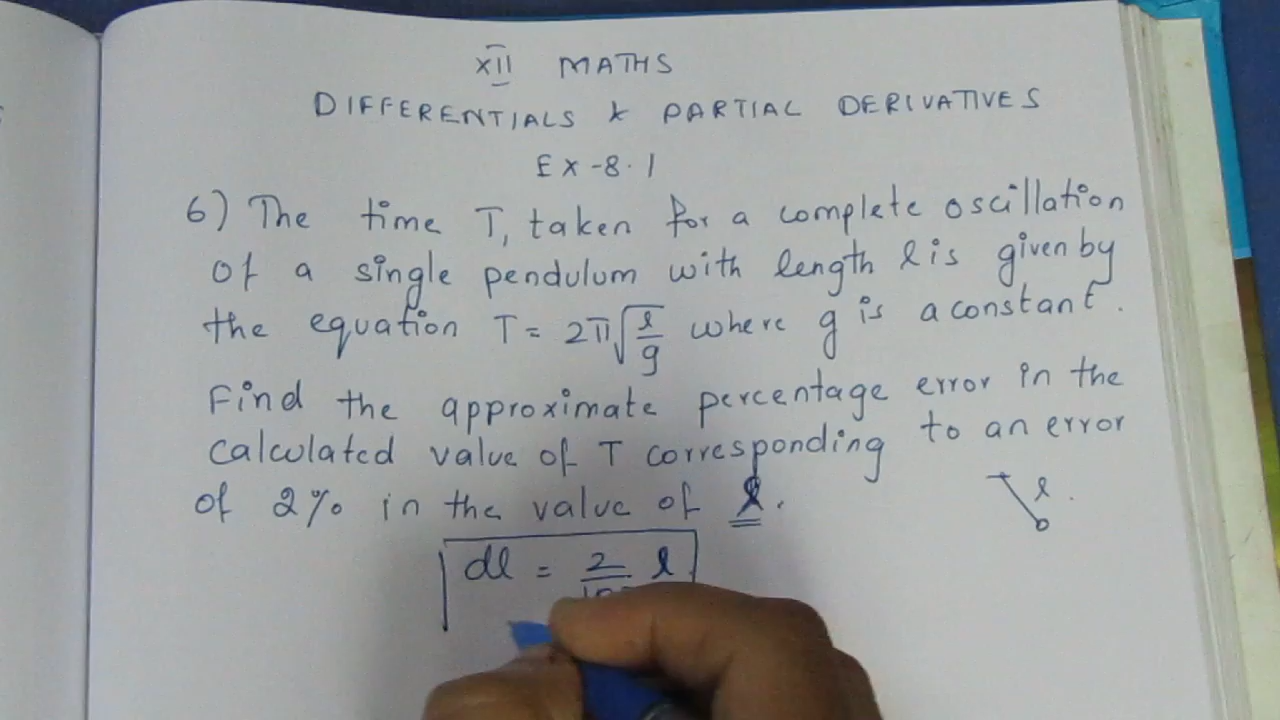 XII MATHS
DIFFERENTIALS & PARTIAL DERIVATIVES
EX-8.1
6) The time T, taken for a complete oscillation
of a single pendulum with length l is given by
the equation T = 2π√(l/g) where g is a constant.
Find the approximate percentage error in the
calculated value of T corresponding to an error
of 2% in the value of l.
l.
dl = 2/ l